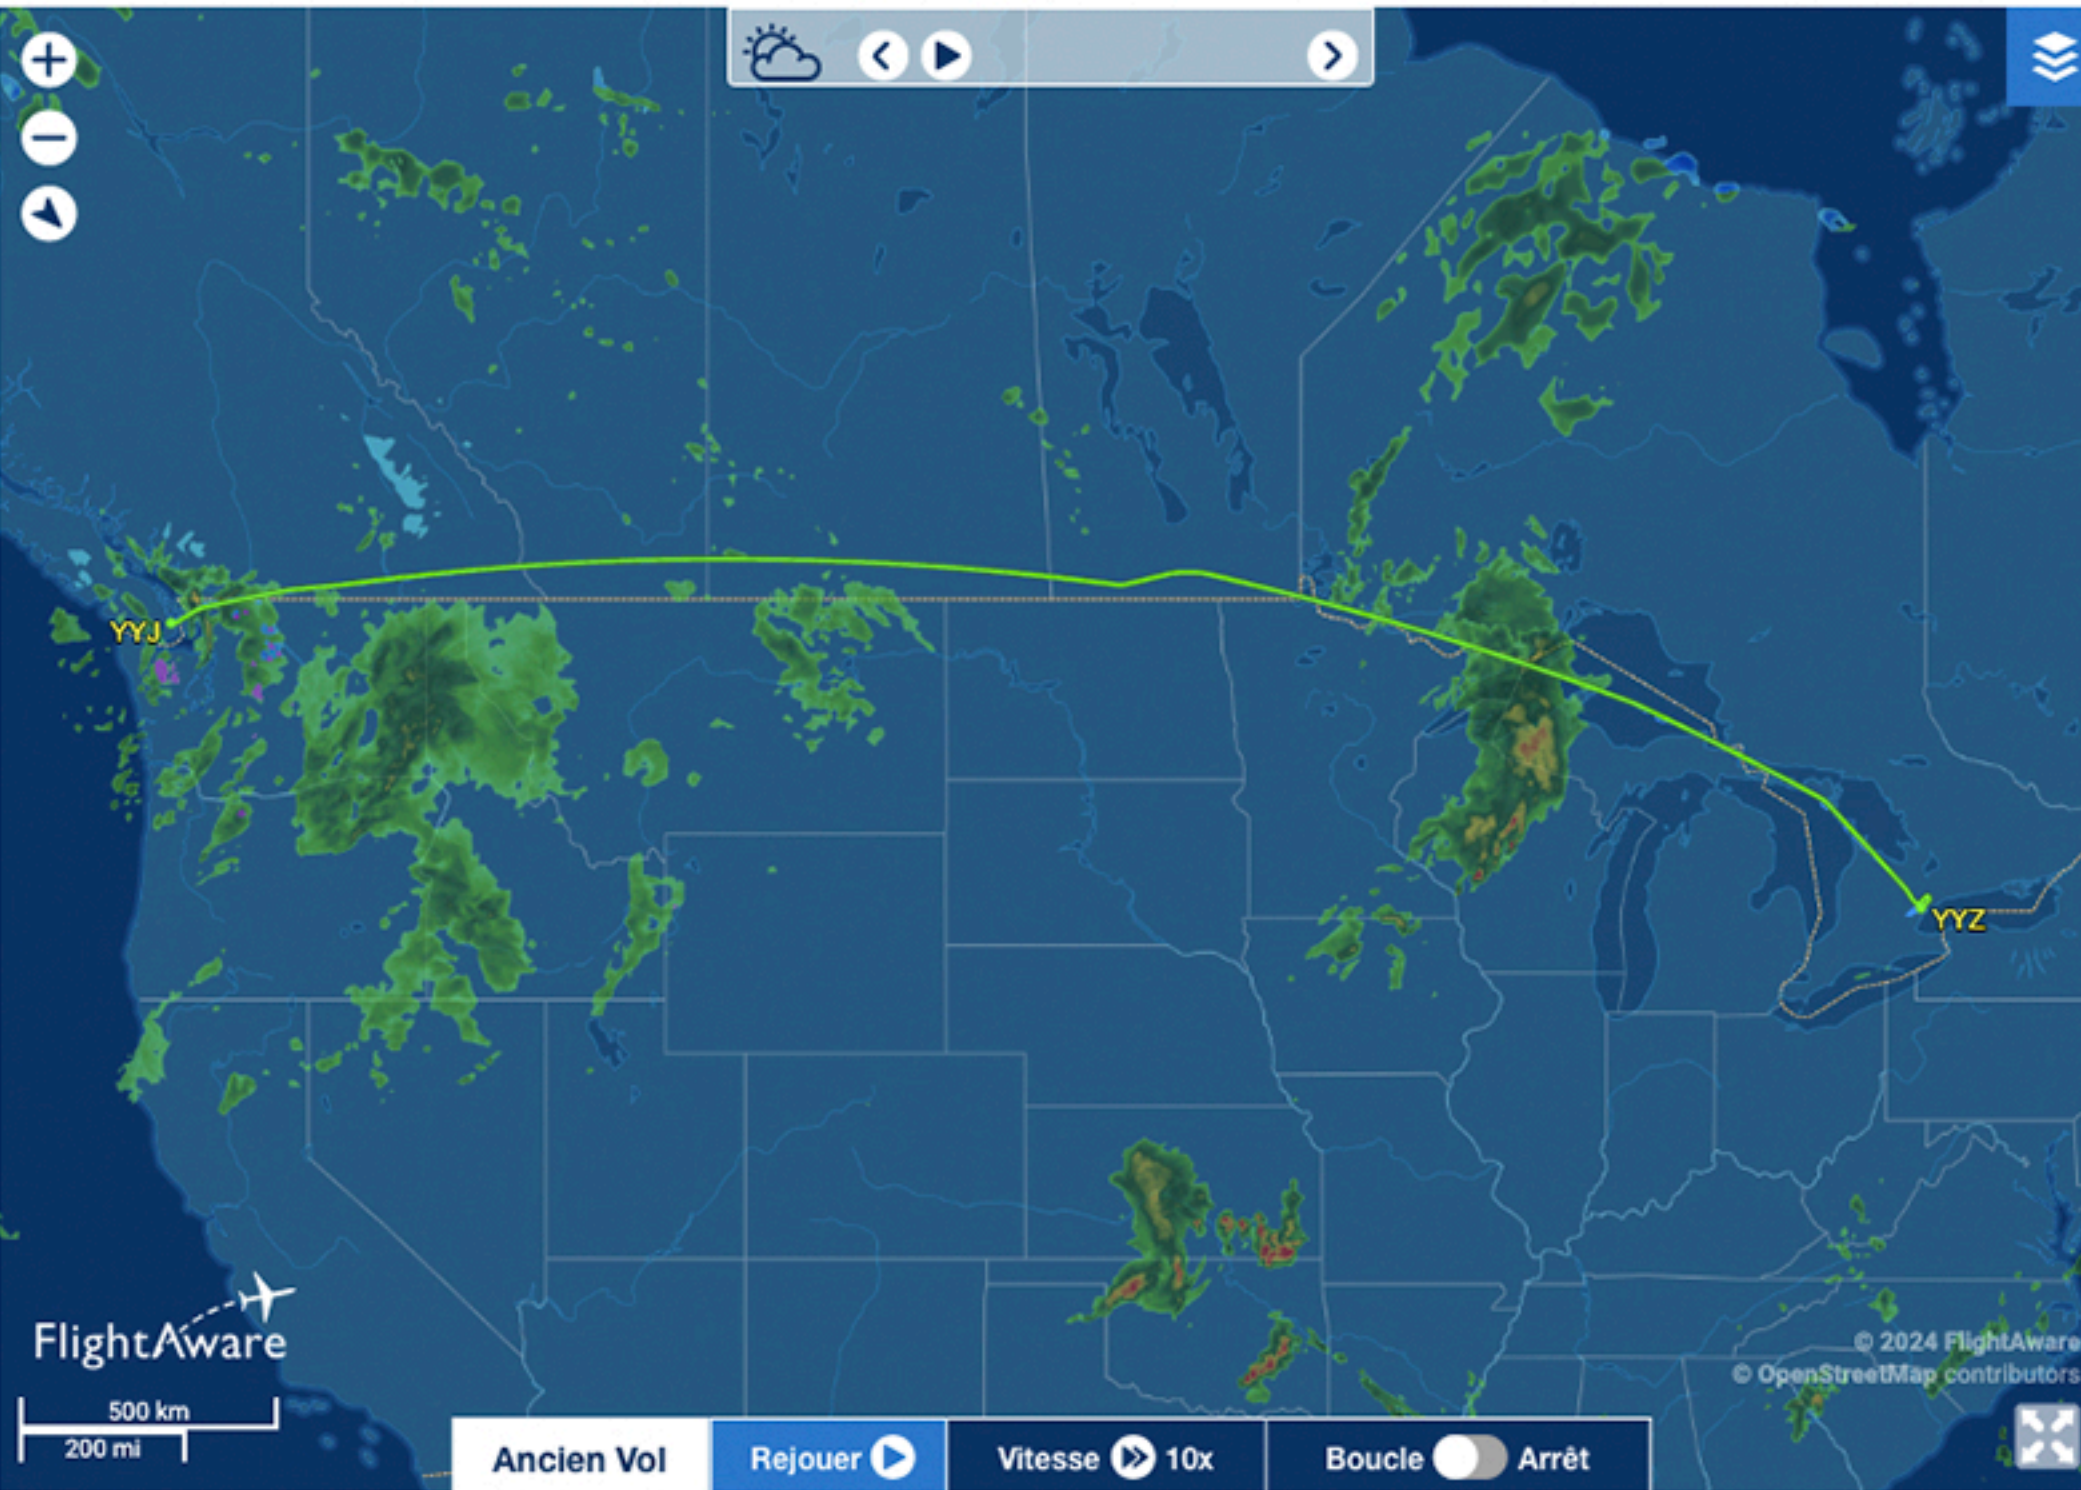 YYJ
YYZ
FlightAware
© 2024 FlightAware
© OpenStreetMap contributors
500 km
200 mi
Ancien Vol
Rejouer
Vitesse 10x
Boucle Arrêt